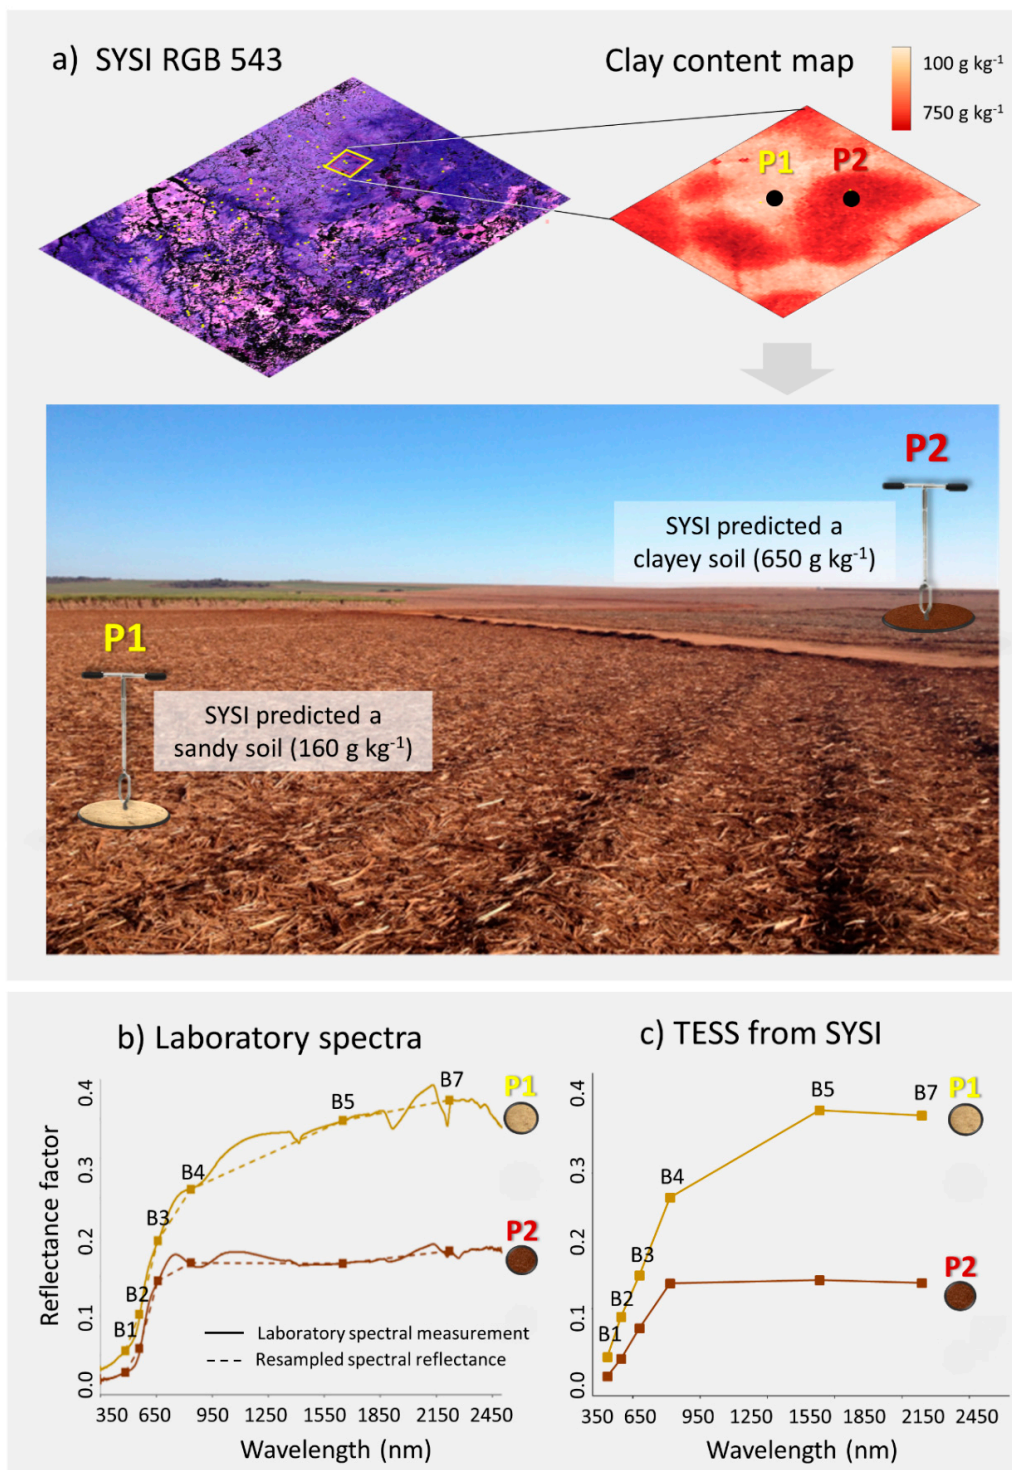 a) SYSI RGB 543
Clay content map
100 g kg-1
750 g kg-1
P1
P2
P2
SYSI predicted a
clayey soil (650 g kg-1)
P1
SYSI predicted a
sandy soil (160 g kg-1)
b) Laboratory spectra
Reflectance factor
0.4
0.3
0.2
0.1
0.0
B1
B2
B3
B4
B5
B7
P1
P2
Laboratory spectral measurement
Resampled spectral reflectance
350 650 950 1250 1550 1850 2150 2450
Wavelength (nm)
c) TESS from SYSI
0.4
0.3
0.2
0.1
0.0
B1
B2
B3
B4
B5
B7
P1
P2
350 650 950 1250 1550 1850 2150 2450
Wavelength (nm)